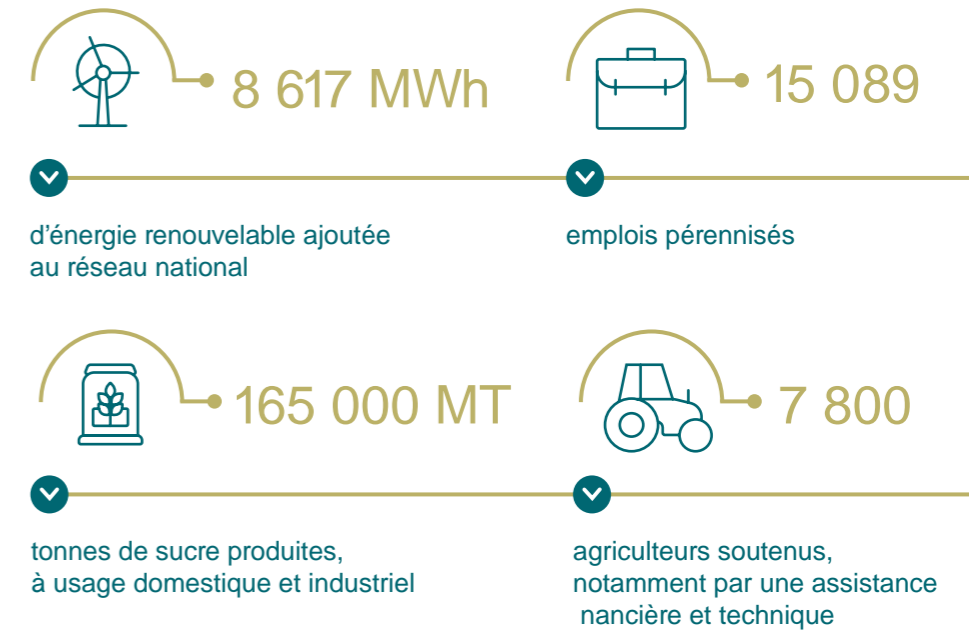 8 617 MWh
15 089
d'énergie renouvelable ajoutée
au réseau national
emplois pérennisés
165 000 MT
7 800
tonnes de sucre produites,
à usage domestique et industriel
agriculteurs soutenus,
notamment par une assistance
nancière et technique